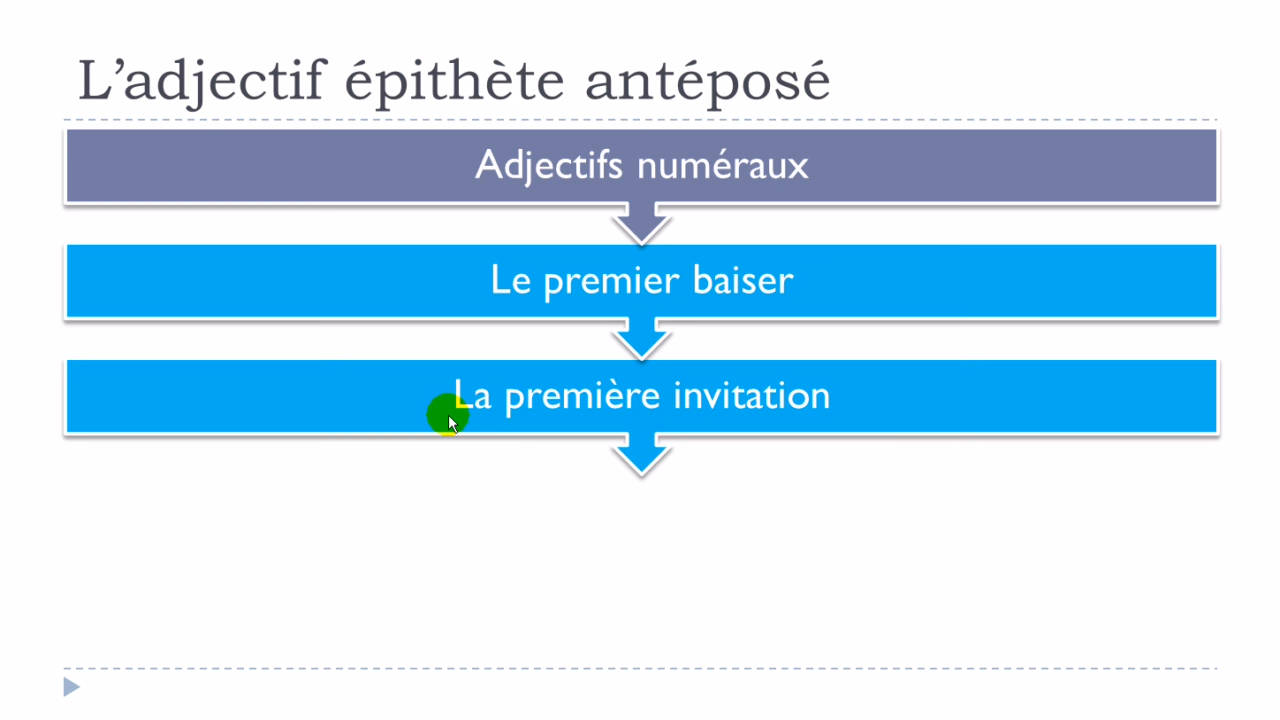 L’adjectif épithète antéposé
Adjectifs numéraux
Le premier baiser
La première invitation